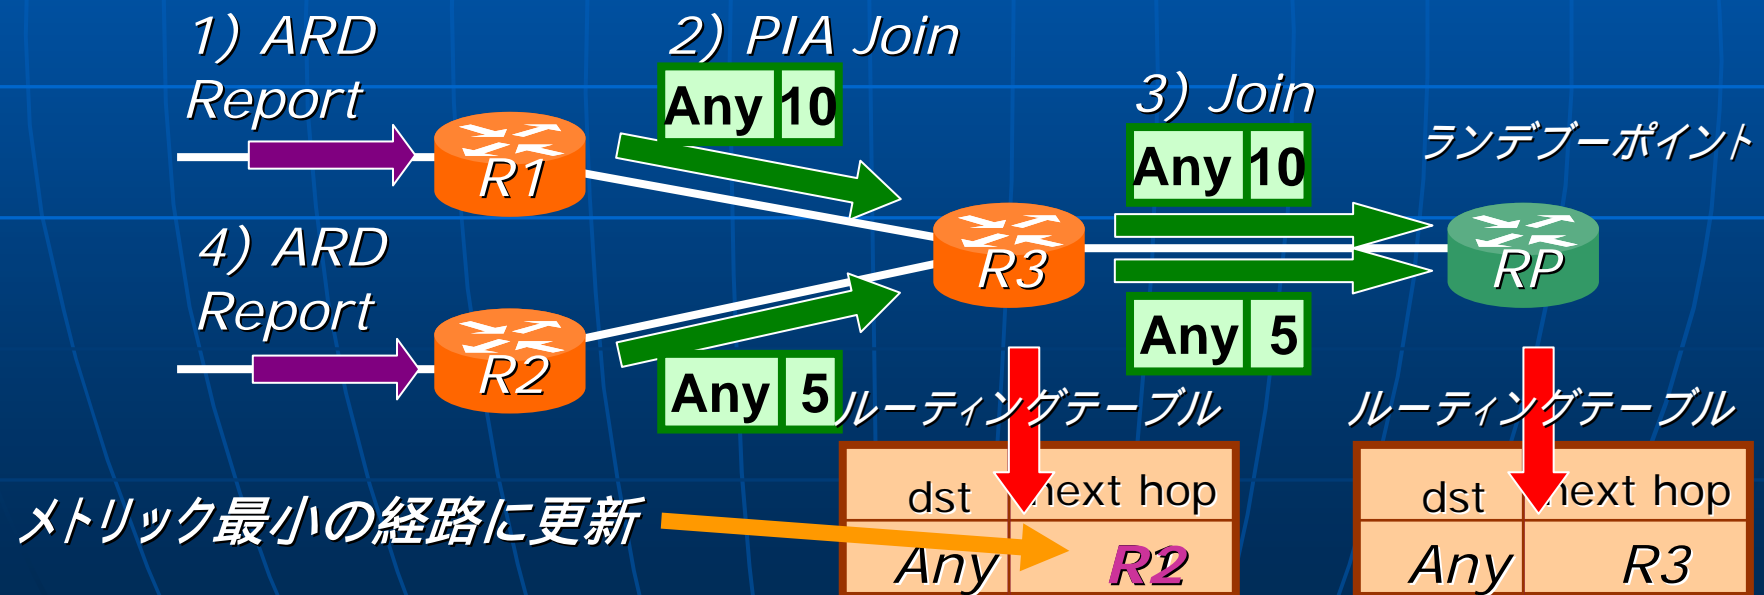 1) ARD
Report
2) PIA Join
Any 10
3) Join
Any 10
ランデブーポイント
R1
4) ARD
Report
R3
RP
R2
Any 5
Any 5
ルーティングテーブル
ルーティングテーブル
dst next hop
Any R2
dst next hop
Any R3
メトリック最小の経路に更新